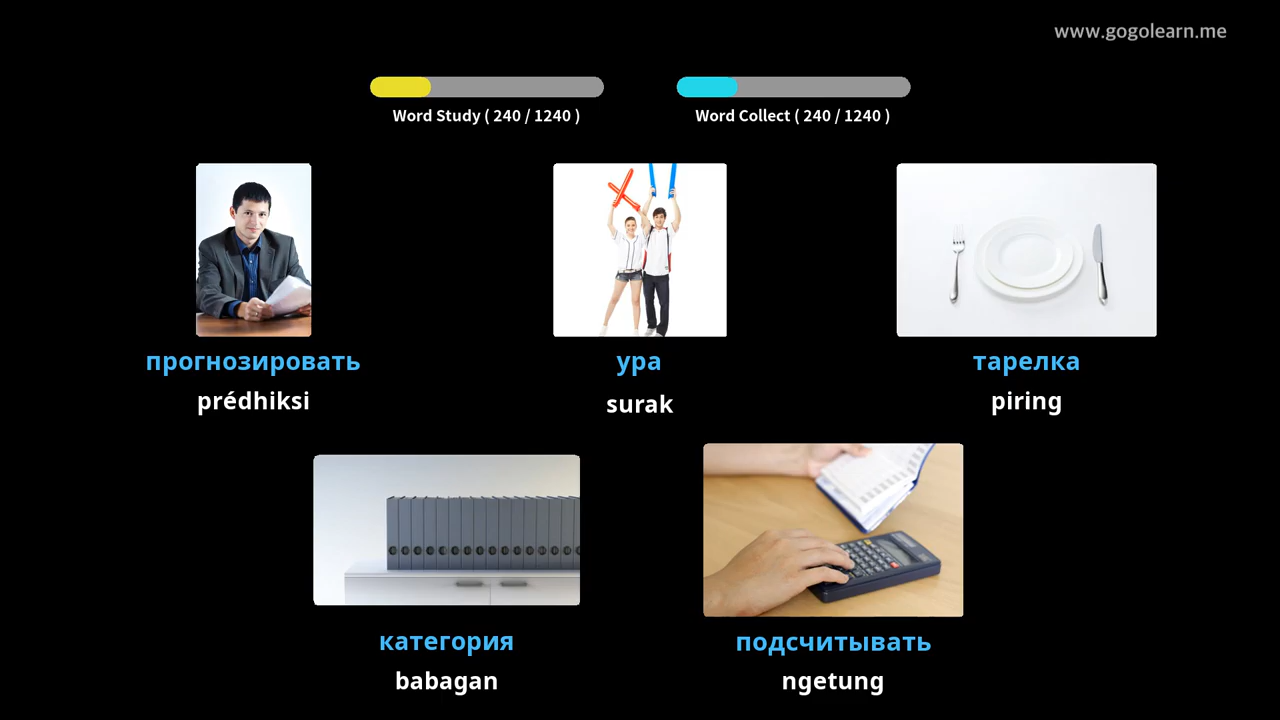 www.gogolearn.me
Word Study ( 240 / 1240 )
Word Collect ( 240 / 1240 )
прогнозировать
prédhiksi
ура
surak
тарелка
piring
категория
babagan
подсчитывать
ngetung